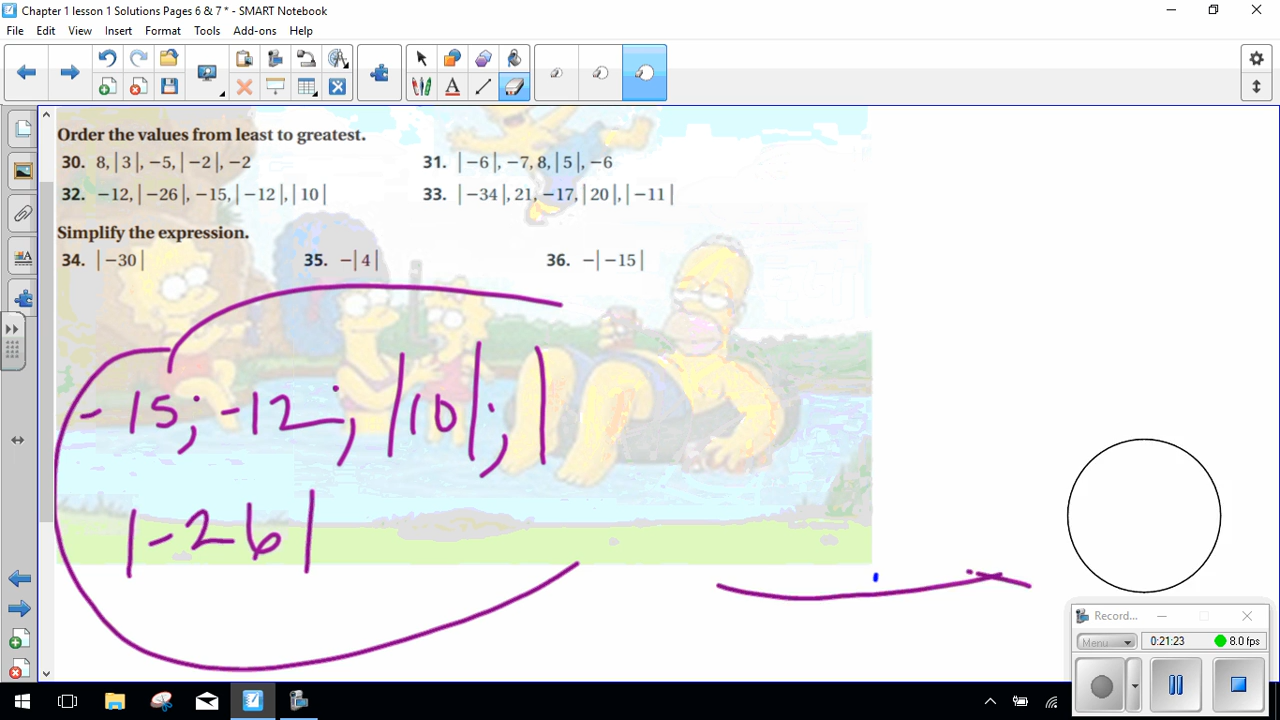 Chapter 1 lesson 1 Solutions Pages 6 & 7 * - SMART Notebook
File Edit View Insert Format Tools Add-ons Help
Order the values from least to greatest.
30. 8, | 3 |, −5, | −2 |, −2
31. | −6 |, −7, 8, | 5 |, −6
32. −12, | −26 |, −15, | −12 |, | 10 |
33. | −34 |, 21, −17, | 20 |, | −11 |
Simplify the expression.
34. | −30 |
35. −| 4 |
36. −| −15 |
-15; -12; |10|; |
|-26|
Record...
Menu
0:21:23
8.0 fps